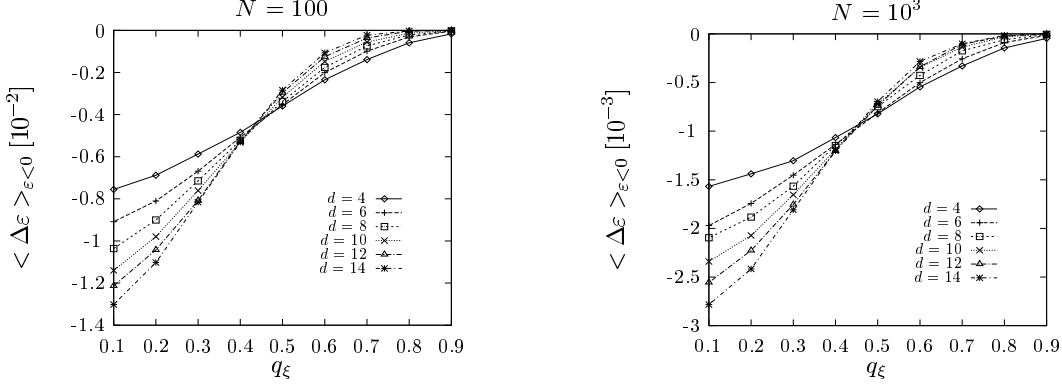 N = 100
0
-0.2
-0.4
-0.6
-0.8
-1
-1.2
-1.4
0.1 0.2 0.3 0.4 0.5 0.6 0.7 0.8 0.9
q_ξ
< Δε >_{ε<0} [10^{-2}]
d = 4
d = 6
d = 8
d = 10
d = 12
d = 14
N = 10^3
0
-0.5
-1
-1.5
-2
-2.5
-3
0.1 0.2 0.3 0.4 0.5 0.6 0.7 0.8 0.9
q_ξ
< Δε >_{ε<0} [10^{-3}]
d = 4
d = 6
d = 8
d = 10
d = 12
d = 14